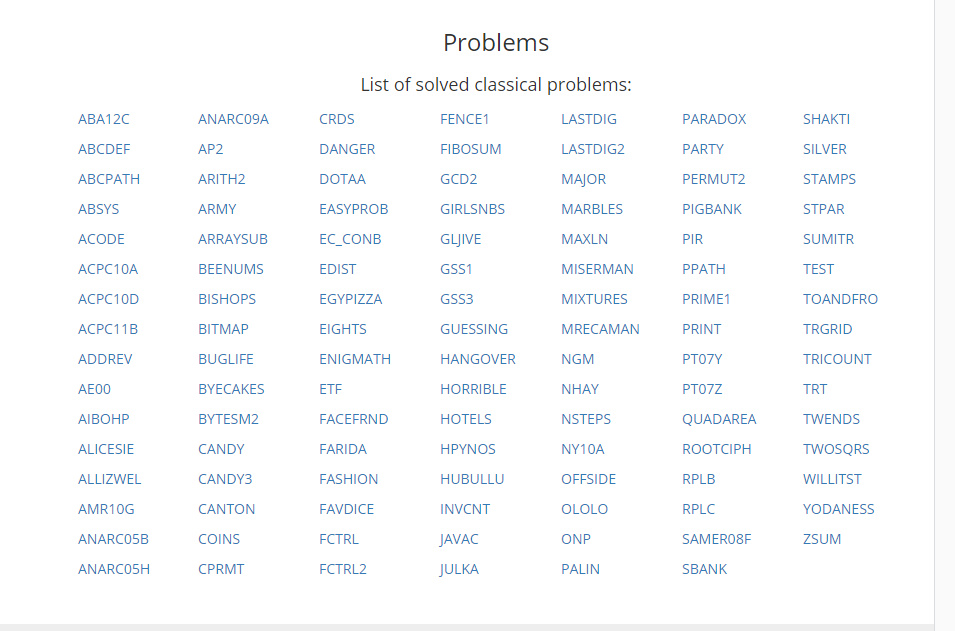 Problems
List of solved classical problems:
ABA12C ANARC09A CRDS FENCE1 LASTDIG PARADOX SHAKTI
ABCDEF AP2 DANGER FIBOSUM LASTDIG2 PARTY SILVER
ABCPATH ARITH2 DOTAA GCD2 MAJOR PERMUT2 STAMPS
ABSYS ARMY EASYPROB GIRLSNBS MARBLES PIGBANK STPAR
ACODE ARRAYSUB EC_CONB GLJIVE MAXLN PIR SUMITR
ACPC10A BEENUMS EDIST GSS1 MISERMAN PPATH TEST
ACPC10D BISHOPS EGYPIZZA GSS3 MIXTURES PRIME1 TOANDFRO
ACPC11B BITMAP EIGHTS GUESSING MRECAMAN PRINT TRGRID
ADDREV BUGLIFE ENIGMATH HANGOVER NGM PT07Y TRICOUNT
AE00 BYECAKES ETF HORRIBLE NHAY PT07Z TRT
AIBOHP BYTESM2 FACEFRND HOTELS NSTEPS QUADAREA TWENDS
ALICESIE CANDY FARIDA HPYNOS NY10A ROOTCIPH TWOSQRS
ALLIZWEL CANDY3 FASHION HUBULLU OFFSIDE RPLB WILLITST
AMR10G CANTON FAVDICE INVCNT OLOLO RPLC YODANESS
ANARC05B COINS FCTRL JAVAC ONP SAMER08F ZSUM
ANARC05H CPRMT FCTRL2 JULKA PALIN SBANK